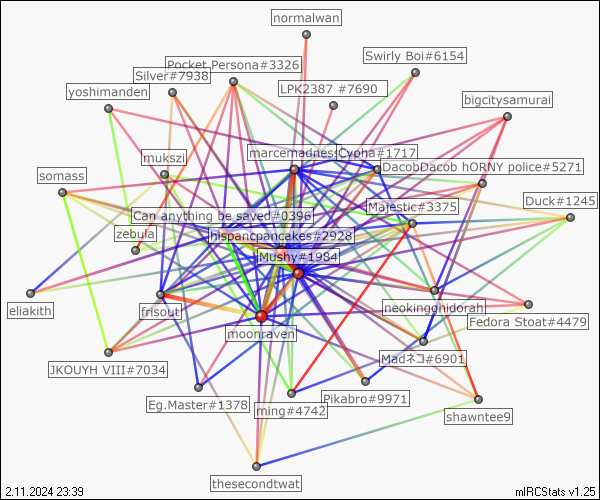 normalwan
Swirly Boi#6154
Pocket Persona#3326
Silver#7938
LPK2387 #7690
yoshimanden
bigcitysamurai
marcemadness
Cypha#1717
mukszi
DacobDacob hORNY police#5271
somass
Duck#1245
Majestic#3375
Can anything be saved#0396
zebula
hispancpancakes#2928
Mushy#1984
eliakith
frisout
neokingghidorah
Fedora Stoat#4479
moonraven
Madネコ#6901
JKOUYH VIII#7034
Pikabro#9971
Eg.Master#1378
ming#4742
shawntee9
thesecondtwat
2.11.2024 23:39
mIRCStats v1.25